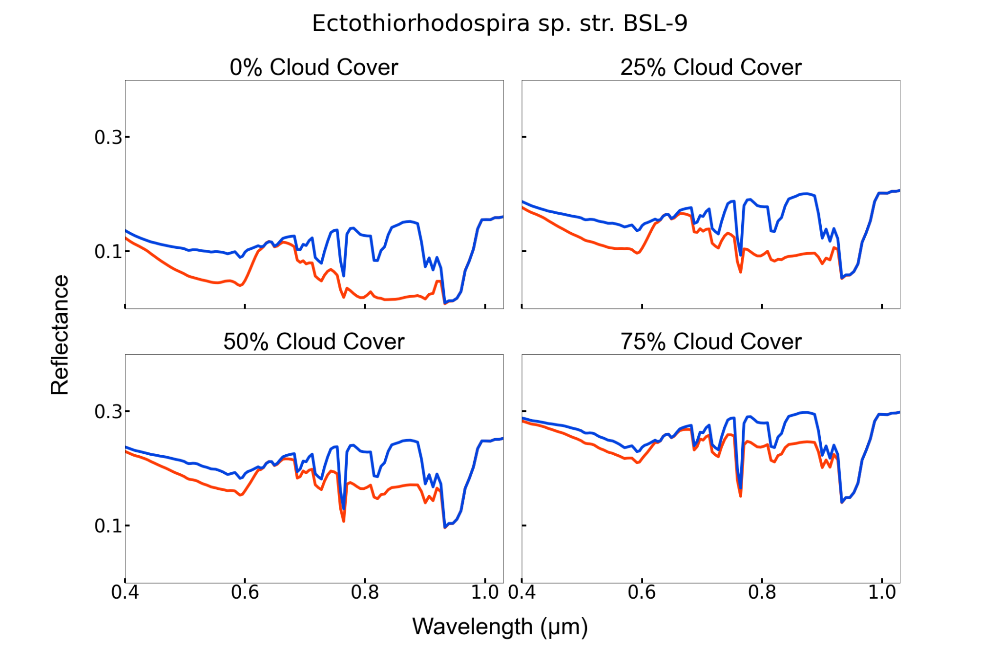 Ectothiorhodospira sp. str. BSL-9
0% Cloud Cover
25% Cloud Cover
0.3
0.1
Reflectance
50% Cloud Cover
75% Cloud Cover
0.3
0.1
0.4 0.6 0.8 1.0 0.4 0.6 0.8 1.0
Wavelength (μm)